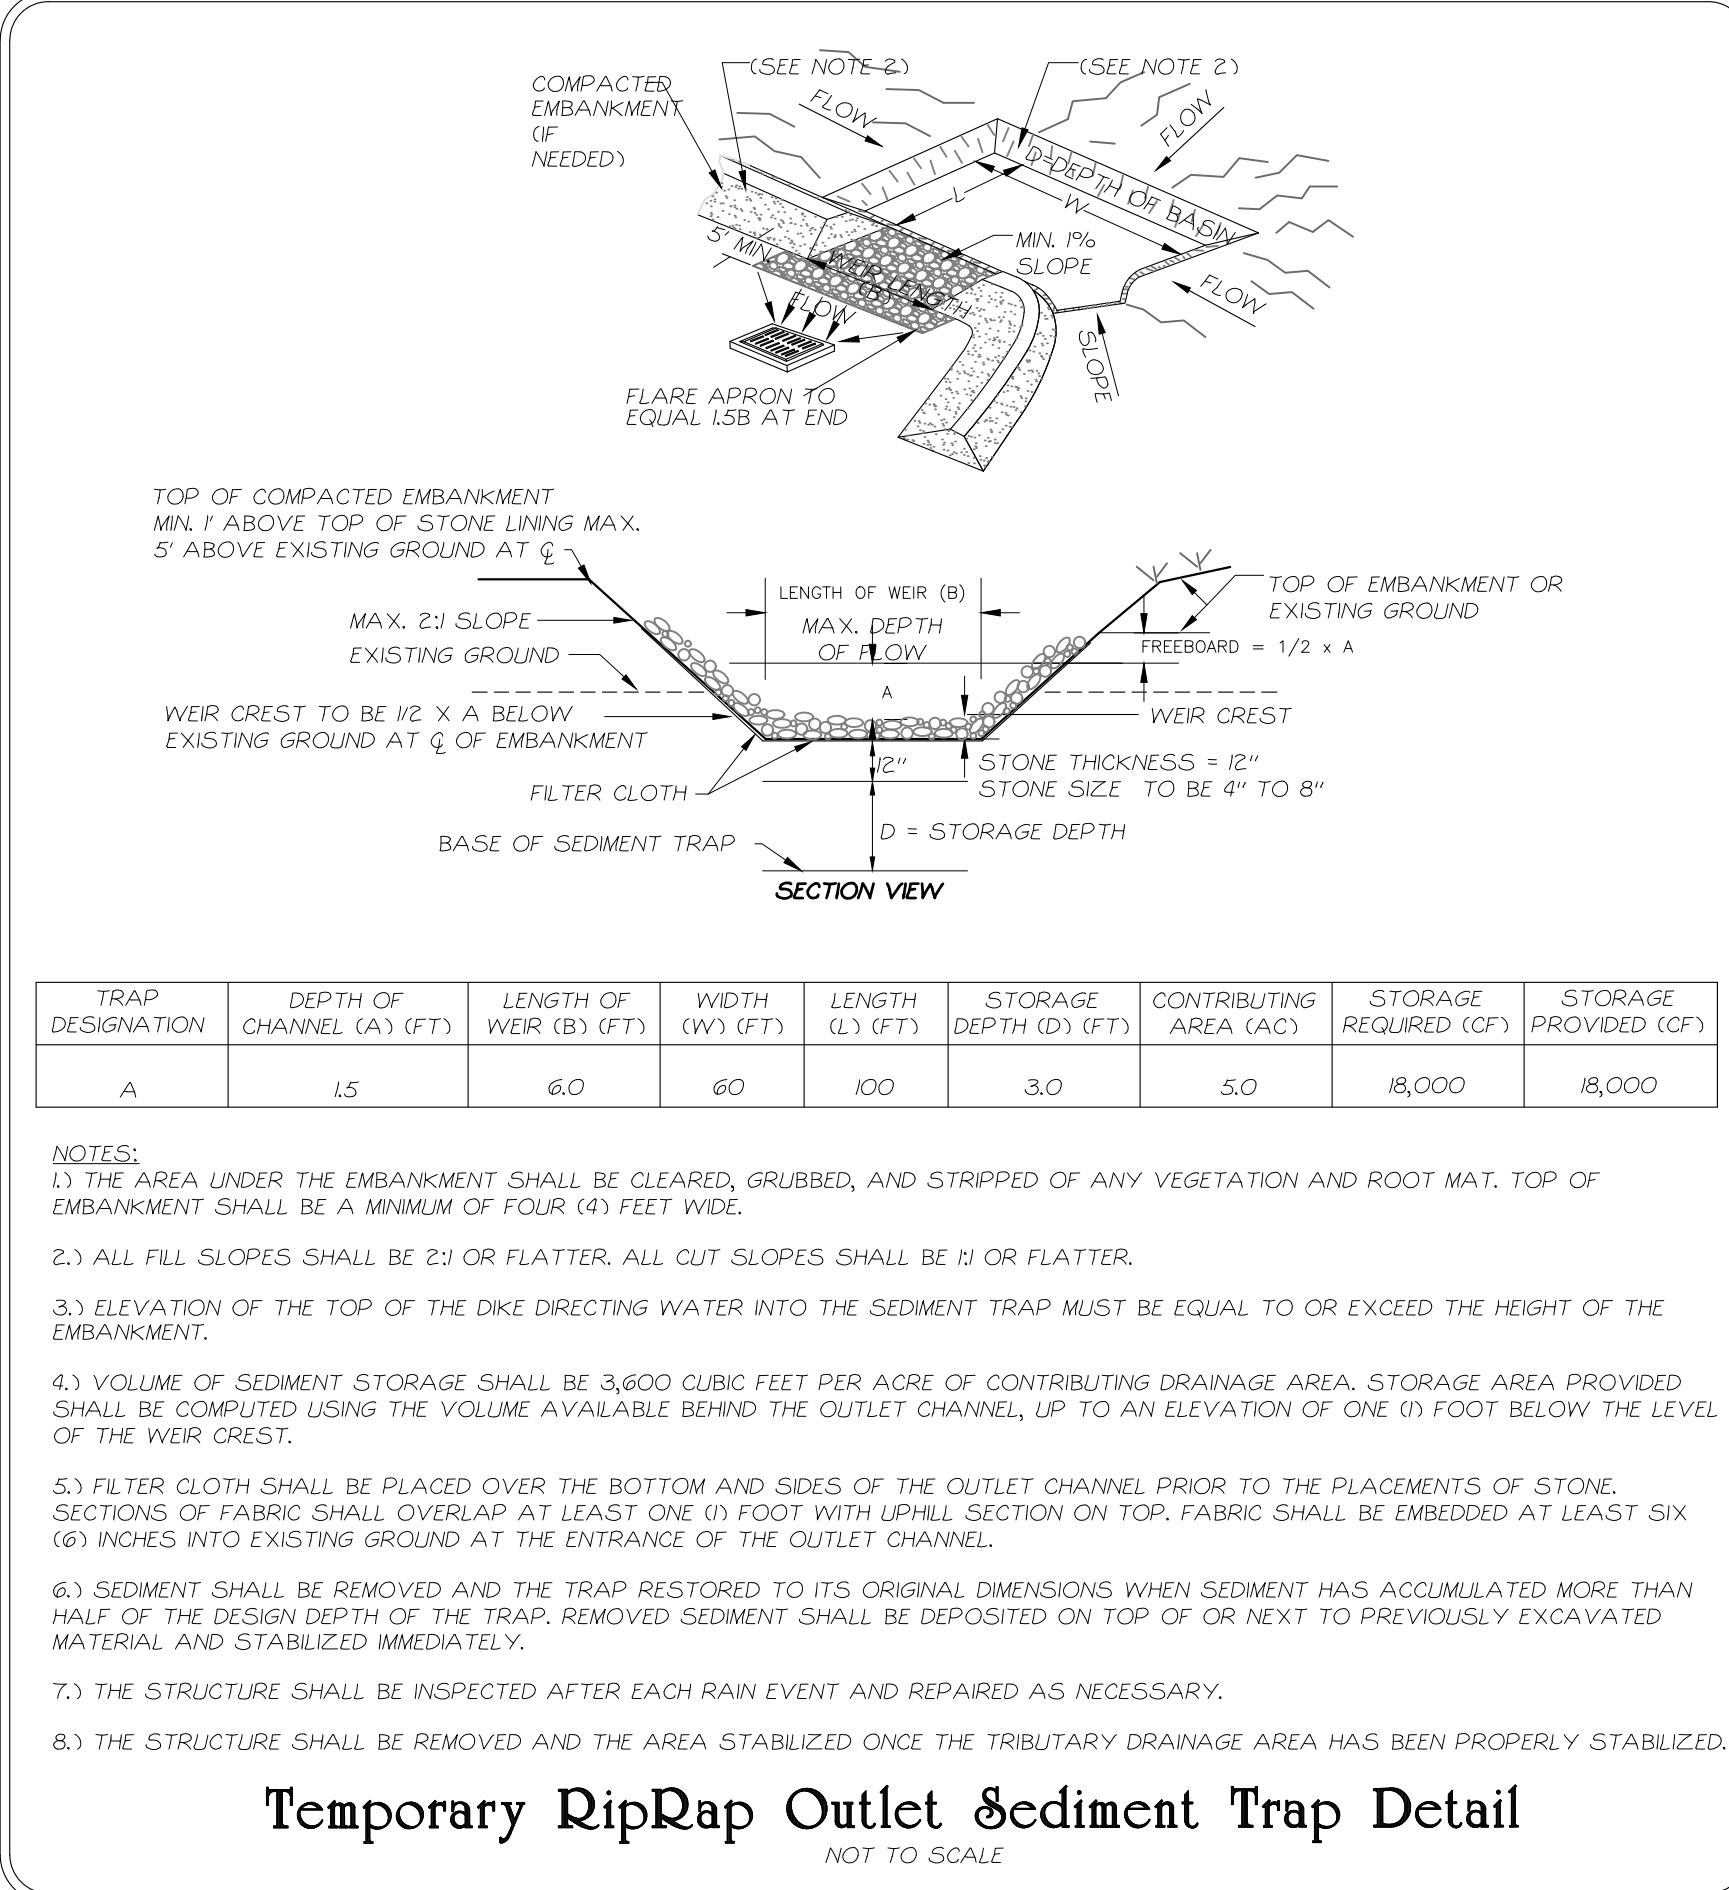 (SEE NOTE 2)
(SEE NOTE 2)
COMPACTED
EMBANKMENT
(IF
NEEDED)
FLOW
FLOW
D=DEPTH OF BASIN
L
W
5' MIN.
MIN. 1%
SLOPE
WEIR LENGTH
(B)
FLOW
FLOW
SLOPE
FLARE APRON TO
EQUAL 1.5B AT END
TOP OF COMPACTED EMBANKMENT
MIN. 1' ABOVE TOP OF STONE LINING MAX.
5' ABOVE EXISTING GROUND AT ℄
LENGTH OF WEIR (B)
TOP OF EMBANKMENT OR
EXISTING GROUND
MAX. 2:1 SLOPE
MAX. DEPTH
OF FLOW
FREEBOARD = 1/2 x A
EXISTING GROUND
A
WEIR CREST TO BE 1/2 X A BELOW
EXISTING GROUND AT ℄ OF EMBANKMENT
WEIR CREST
12"
STONE THICKNESS = 12"
STONE SIZE TO BE 4" TO 8"
FILTER CLOTH
D = STORAGE DEPTH
BASE OF SEDIMENT TRAP
SECTION VIEW
TRAP DESIGNATION
DEPTH OF CHANNEL (A) (FT)
LENGTH OF WEIR (B) (FT)
WIDTH (W) (FT)
LENGTH (L) (FT)
STORAGE DEPTH (D) (FT)
CONTRIBUTING AREA (AC)
STORAGE REQUIRED (CF)
STORAGE PROVIDED (CF)
A 1.5 6.0 60 100 3.0 5.0 18,000 18,000
NOTES:
1.) THE AREA UNDER THE EMBANKMENT SHALL BE CLEARED, GRUBBED, AND STRIPPED OF ANY VEGETATION AND ROOT MAT. TOP OF
EMBANKMENT SHALL BE A MINIMUM OF FOUR (4) FEET WIDE.
2.) ALL FILL SLOPES SHALL BE 2:1 OR FLATTER. ALL CUT SLOPES SHALL BE 1:1 OR FLATTER.
3.) ELEVATION OF THE TOP OF THE DIKE DIRECTING WATER INTO THE SEDIMENT TRAP MUST BE EQUAL TO OR EXCEED THE HEIGHT OF THE
EMBANKMENT.
4.) VOLUME OF SEDIMENT STORAGE SHALL BE 3,600 CUBIC FEET PER ACRE OF CONTRIBUTING DRAINAGE AREA. STORAGE AREA PROVIDED
SHALL BE COMPUTED USING THE VOLUME AVAILABLE BEHIND THE OUTLET CHANNEL, UP TO AN ELEVATION OF ONE (1) FOOT BELOW THE LEVEL
OF THE WEIR CREST.
5.) FILTER CLOTH SHALL BE PLACED OVER THE BOTTOM AND SIDES OF THE OUTLET CHANNEL PRIOR TO THE PLACEMENTS OF STONE.
SECTIONS OF FABRIC SHALL OVERLAP AT LEAST ONE (1) FOOT WITH UPHILL SECTION ON TOP. FABRIC SHALL BE EMBEDDED AT LEAST SIX
(6) INCHES INTO EXISTING GROUND AT THE ENTRANCE OF THE OUTLET CHANNEL.
6.) SEDIMENT SHALL BE REMOVED AND THE TRAP RESTORED TO ITS ORIGINAL DIMENSIONS WHEN SEDIMENT HAS ACCUMULATED MORE THAN
HALF OF THE DESIGN DEPTH OF THE TRAP. REMOVED SEDIMENT SHALL BE DEPOSITED ON TOP OF OR NEXT TO PREVIOUSLY EXCAVATED
MATERIAL AND STABILIZED IMMEDIATELY.
7.) THE STRUCTURE SHALL BE INSPECTED AFTER EACH RAIN EVENT AND REPAIRED AS NECESSARY.
8.) THE STRUCTURE SHALL BE REMOVED AND THE AREA STABILIZED ONCE THE TRIBUTARY DRAINAGE AREA HAS BEEN PROPERLY STABILIZED.
Temporary RipRap Outlet Sediment Trap Detail
NOT TO SCALE